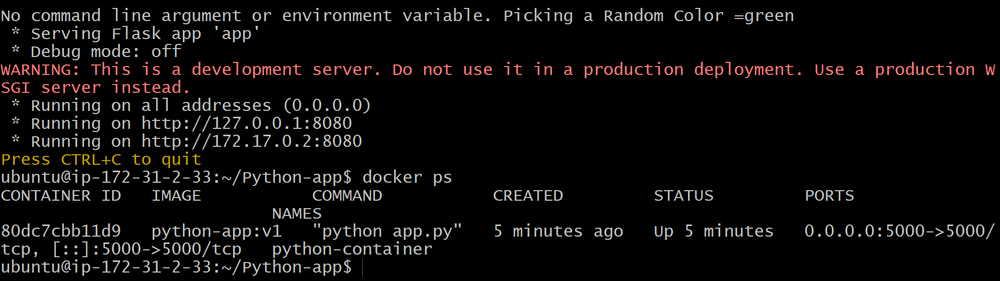 No command line argument or environment variable. Picking a Random Color =green
 * Serving Flask app 'app'
 * Debug mode: off
WARNING: This is a development server. Do not use it in a production deployment. Use a production W
SGI server instead.
 * Running on all addresses (0.0.0.0)
 * Running on http://127.0.0.1:8080
 * Running on http://172.17.0.2:8080
Press CTRL+C to quit
ubuntu@ip-172-31-2-33:~/Python-app$ docker ps
CONTAINER ID   IMAGE           COMMAND           CREATED         STATUS         PORTS
                           NAMES
80dc7cbb11d9   python-app:v1   "python app.py"   5 minutes ago   Up 5 minutes   0.0.0.0:5000->5000/
tcp, [::]:5000->5000/tcp   python-container
ubuntu@ip-172-31-2-33:~/Python-app$